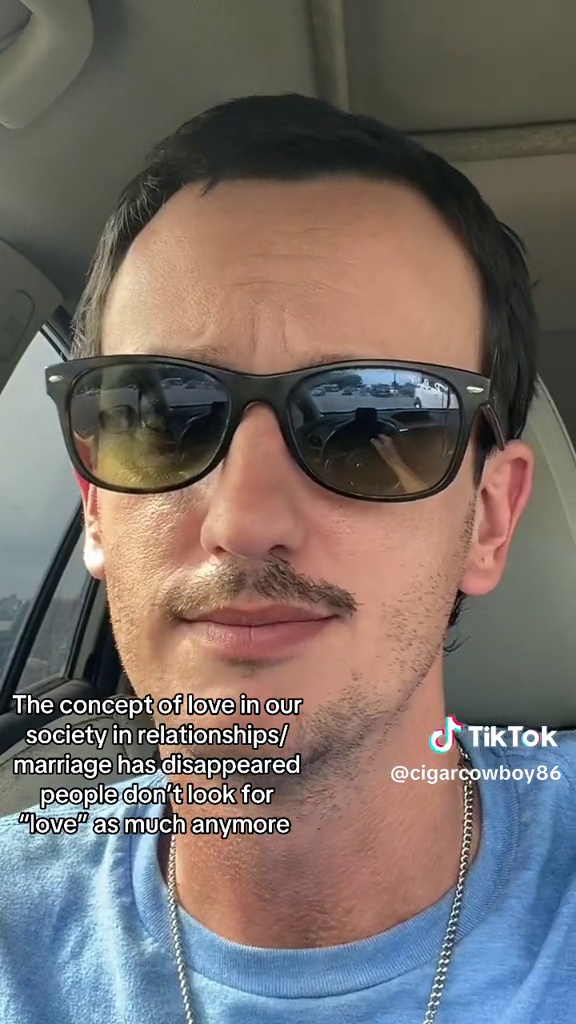 The concept of love in our
society in relationships/
marriage has disappeared
people don't look for
"love" as much anymore
TikTok
@cigarcowboy86